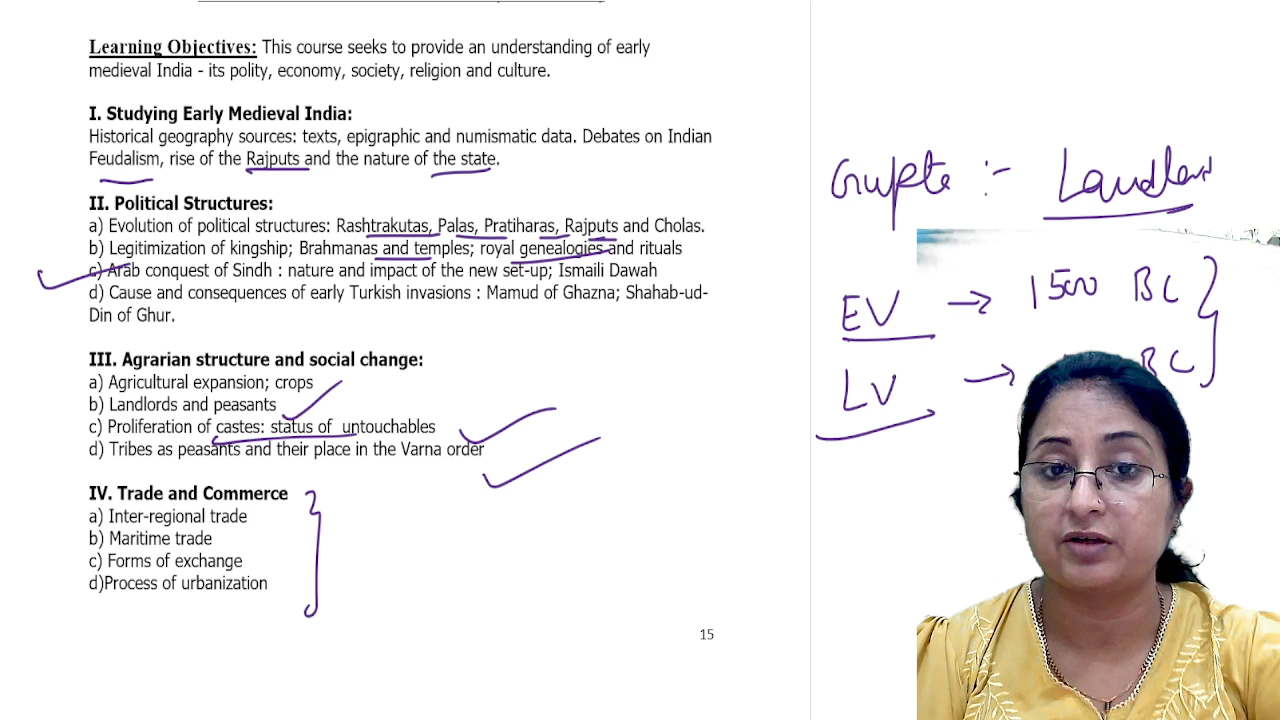 Learning Objectives: This course seeks to provide an understanding of early
medieval India - its polity, economy, society, religion and culture.
I. Studying Early Medieval India:
Historical geography sources: texts, epigraphic and numismatic data. Debates on Indian
Feudalism, rise of the Rajputs and the nature of the state.
II. Political Structures:
a) Evolution of political structures: Rashtrakutas, Palas, Pratiharas, Rajputs and Cholas.
b) Legitimization of kingship; Brahmanas and temples; royal genealogies and rituals
c) Arab conquest of Sindh : nature and impact of the new set-up; Ismaili Dawah
d) Cause and consequences of early Turkish invasions : Mamud of Ghazna; Shahab-ud-
Din of Ghur.
III. Agrarian structure and social change:
a) Agricultural expansion; crops
b) Landlords and peasants
c) Proliferation of castes: status of untouchables
d) Tribes as peasants and their place in the Varna order
IV. Trade and Commerce
a) Inter-regional trade
b) Maritime trade
c) Forms of exchange
d)Process of urbanization
15
:-
EV → 1500 BC
LV → BC